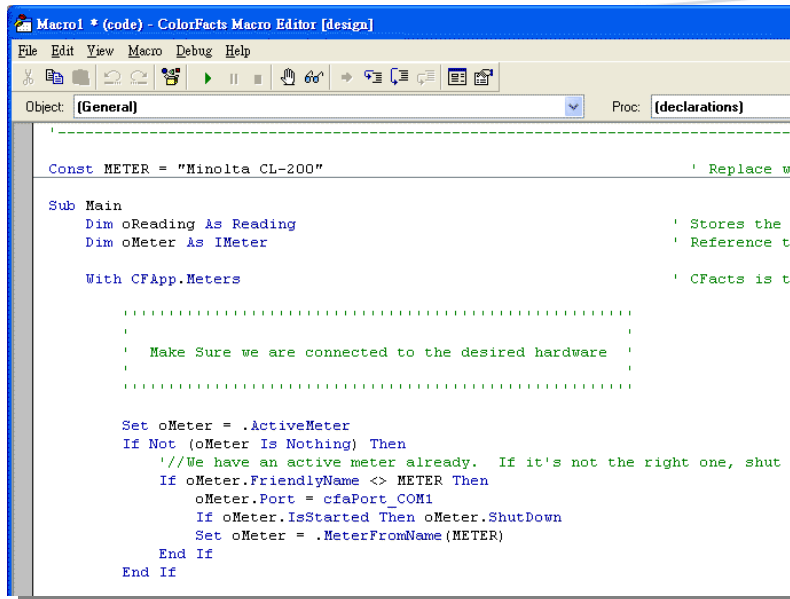 Macro1 * (code) - ColorFacts Macro Editor [design]
File Edit View Macro Debug Help
Object: (General) Proc: (declarations)
'--------------------------------------------------------------------------------
Const METER = "Minolta CL-200" ' Replace w
Sub Main
Dim oReading As Reading ' Stores the
Dim oMeter As IMeter ' Reference t
With CFApp.Meters ' CFacts is t
''''''''''''''''''''''''''''''''''''''''''''''''''''''''
' '
' Make Sure we are connected to the desired hardware '
' '
''''''''''''''''''''''''''''''''''''''''''''''''''''''''
Set oMeter = .ActiveMeter
If Not (oMeter Is Nothing) Then
'//We have an active meter already. If it's not the right one, shut
If oMeter.FriendlyName <> METER Then
oMeter.Port = cfaPort_COM1
If oMeter.IsStarted Then oMeter.ShutDown
Set oMeter = .MeterFromName(METER)
End If
End If